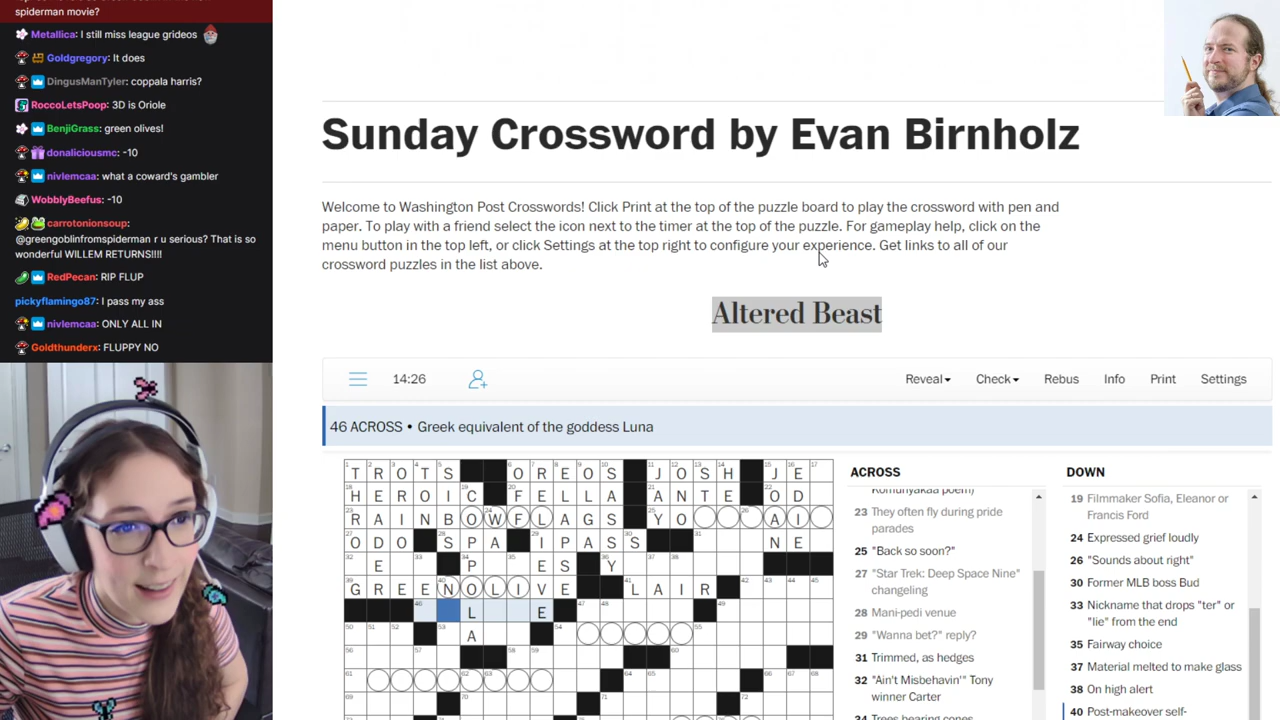 spiderman movie?
Metallica: I still miss league grideos
Goldgregory: It does
DingusManTyler: coppala harris?
RoccoLetsPoop: 3D is Oriole
BenjiGrass: green olives!
donaliciousmc: -10
nivlemcaa: what a coward's gambler
WobblyBeefus: -10
carrotonionsoup:
@greengoblinfromspiderman r u serious? That is so
wonderful WILLEM RETURNS!!!!
RedPecan: RIP FLUP
pickyflamingo87: I pass my ass
nivlemcaa: ONLY ALL IN
Goldthunderx: FLUPPY NO
Sunday Crossword by Evan Birnholz
Welcome to Washington Post Crosswords! Click Print at the top of the puzzle board to play the crossword with pen and
paper. To play with a friend select the icon next to the timer at the top of the puzzle. For gameplay help, click on the
menu button in the top left, or click Settings at the top right to configure your experience. Get links to all of our
crossword puzzles in the list above.
Altered Beast
14:26
Reveal Check Rebus Info Print Settings
46 ACROSS • Greek equivalent of the goddess Luna
T R O T S O R E O S J O S H J E
H E R O I C F E L L A A N T E O D
R A I N B O W F L A G S Y O A I
O D O S P A I P A S S N E
E P E S Y
G R E E N O L I V E L A I R
L E
A
ACROSS
Komunyakaa poem)
23 They often fly during pride
parades
25 "Back so soon?"
27 "Star Trek: Deep Space Nine"
changeling
28 Mani-pedi venue
29 "Wanna bet?" reply?
31 Trimmed, as hedges
32 "Ain't Misbehavin'" Tony
winner Carter
34 Trees bearing cones
DOWN
19 Filmmaker Sofia, Eleanor or
Francis Ford
24 Expressed grief loudly
26 "Sounds about right"
30 Former MLB boss Bud
33 Nickname that drops "ter" or
"lie" from the end
35 Fairway choice
37 Material melted to make glass
38 On high alert
40 Post-makeover self-